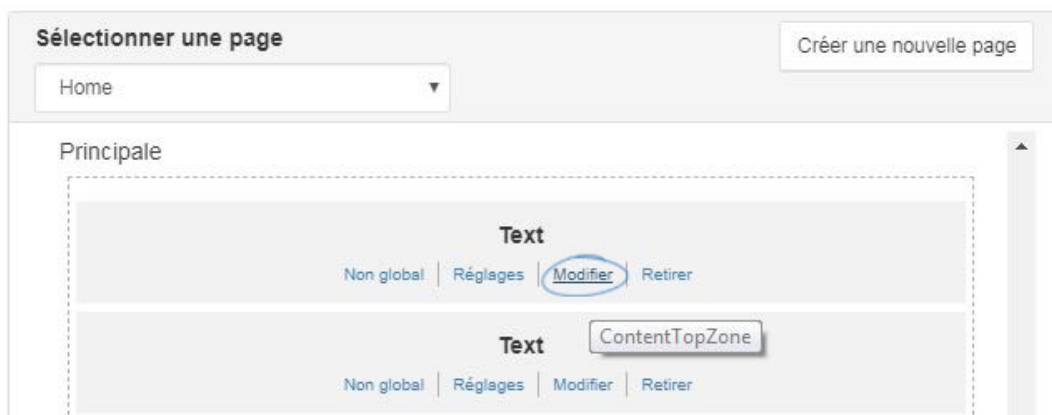 Sélectionner une page
Créer une nouvelle page
Home
Principale
Text
Non global Réglages Modifier Retirer
ContentTopZone
Text
Non global Réglages Modifier Retirer